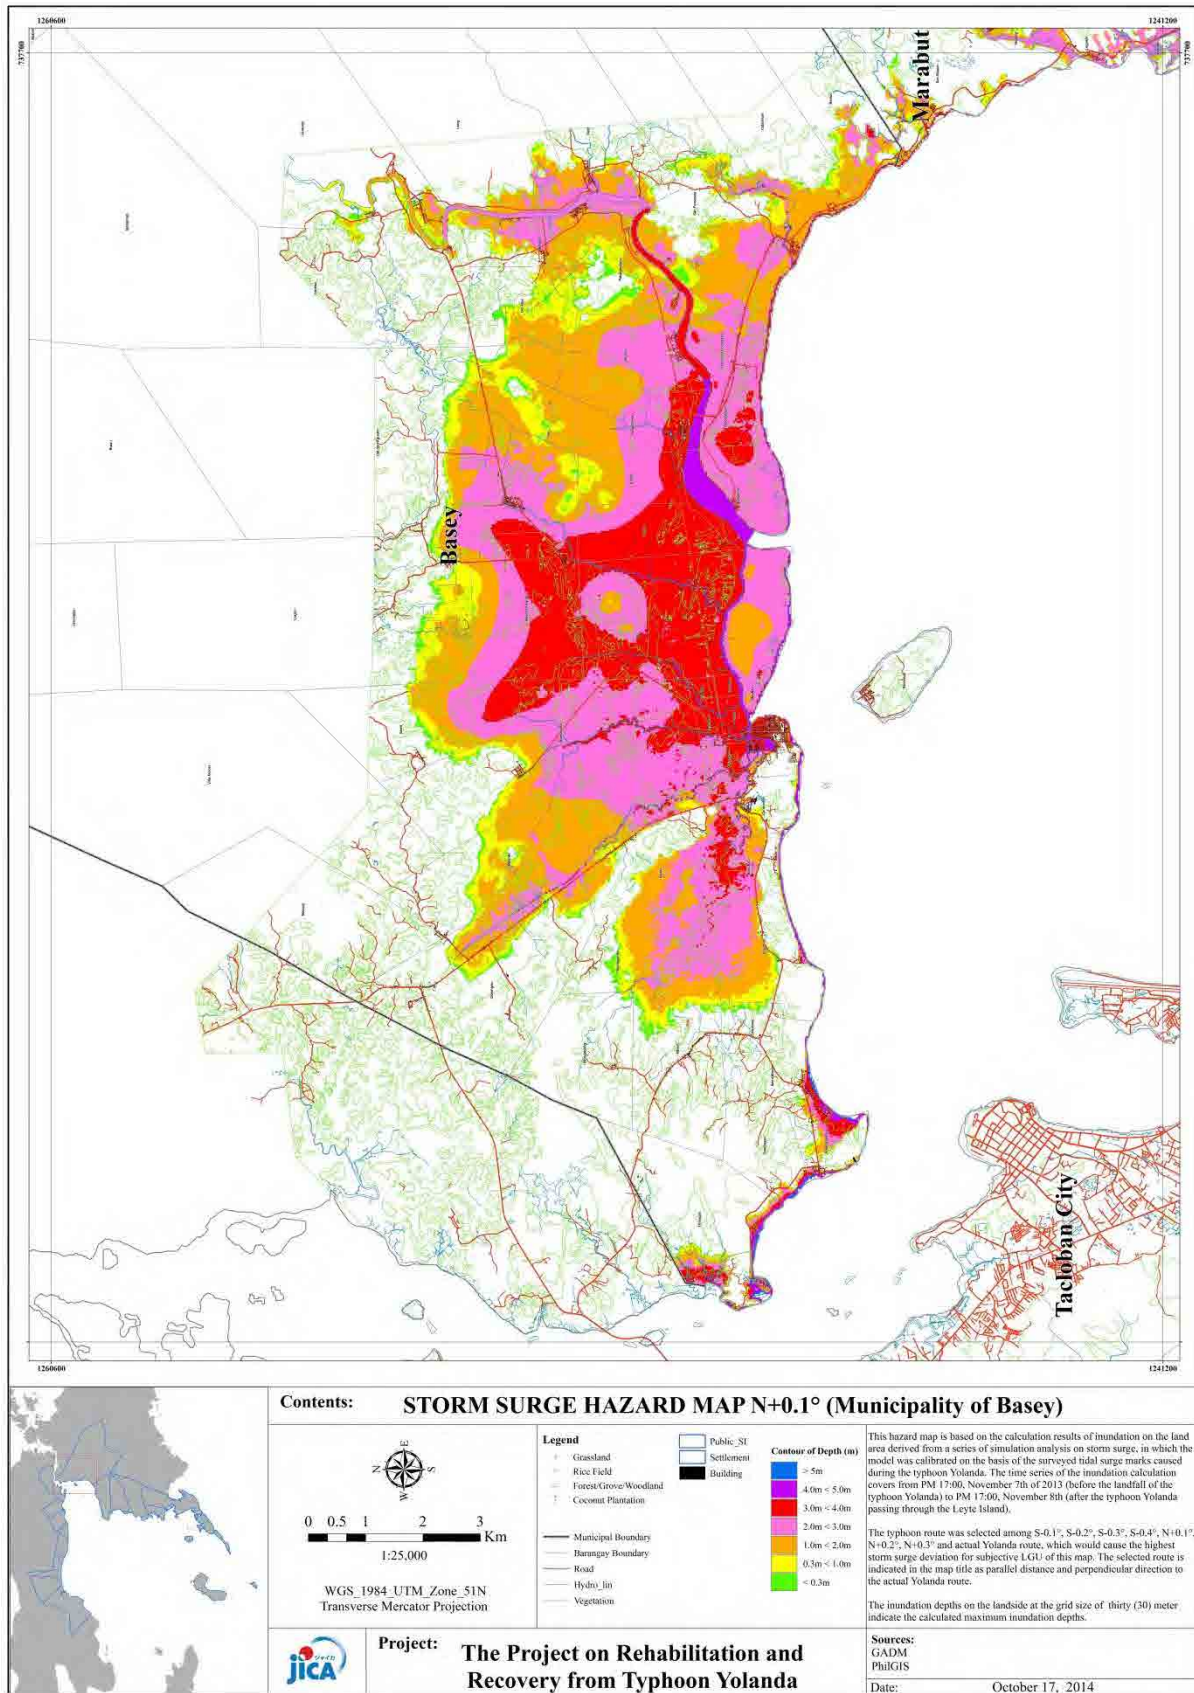 1260600
1241200
737700
737700
Marabut
Basey
Tacloban City
1260600
1241200
Contents:
STORM SURGE HAZARD MAP N+0.1° (Municipality of Basey)
N
E
S
W
0 0.5 1 2 3
Km
1:25,000
WGS_1984_UTM_Zone_51N
Transverse Mercator Projection
Legend
Grassland
Rice Field
Forest/Grove/Woodland
Coconut Plantation
Municipal Boundary
Barangay Boundary
Road
Hydro_lin
Vegetation
Public_SI
Settlement
Building
Contour of Depth (m)
> 5m
4.0m < 5.0m
3.0m < 4.0m
2.0m < 3.0m
1.0m < 2.0m
0.3m < 1.0m
< 0.3m
This hazard map is based on the calculation results of inundation on the land
area derived from a series of simulation analysis on storm surge, in which the
model was calibrated on the basis of the surveyed tidal surge marks caused
during the typhoon Yolanda. The time series of the inundation calculation
covers from PM 17:00, November 7th of 2013 (before the landfall of the
typhoon Yolanda) to PM 17:00, November 8th (after the typhoon Yolanda
passing through the Leyte Island).
The typhoon route was selected among S-0.1°, S-0.2°, S-0.3°, S-0.4°, N+0.1°,
N+0.2°, N+0.3° and actual Yolanda route, which would cause the highest
storm surge deviation for subjective LGU of this map. The selected route is
indicated in the map title as parallel distance and perpendicular direction to
the actual Yolanda route.
The inundation depths on the landside at the grid size of thirty (30) meter
indicate the calculated maximum inundation depths.
ジャイカ
JICA
Project:
The Project on Rehabilitation and
Recovery from Typhoon Yolanda
Sources:
GADM
PhilGIS
Date: October 17, 2014